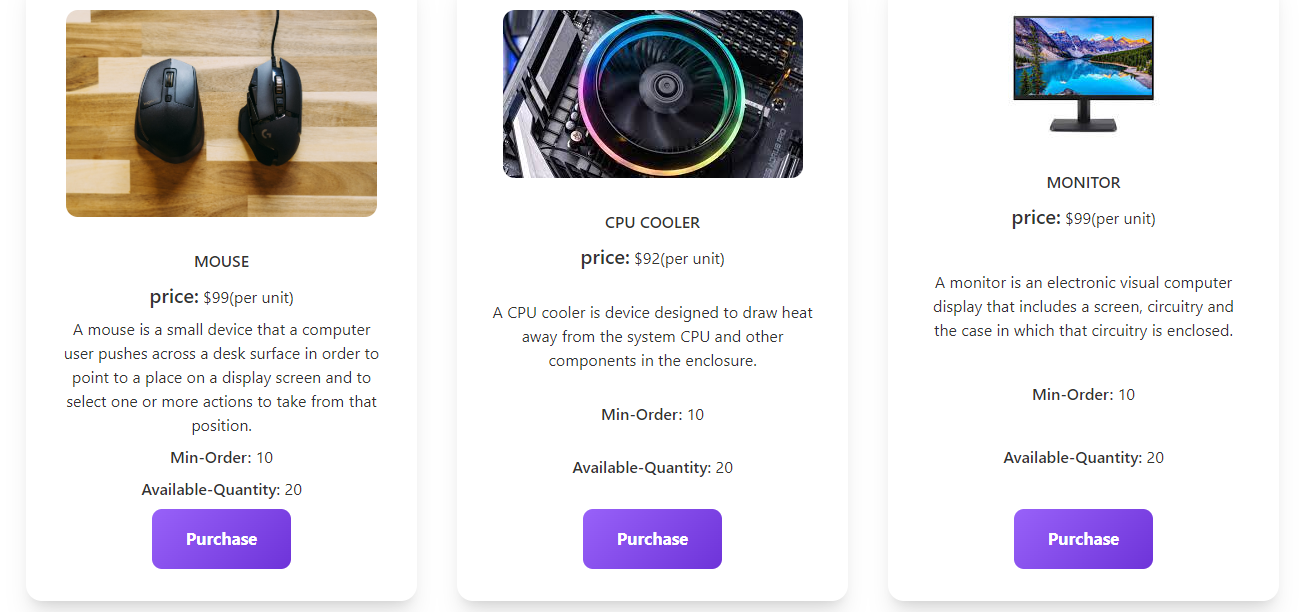 MOUSE
price: $99(per unit)
A mouse is a small device that a computer
user pushes across a desk surface in order to
point to a place on a display screen and to
select one or more actions to take from that
position.
Min-Order: 10
Available-Quantity: 20
Purchase
CPU COOLER
price: $92(per unit)
A CPU cooler is device designed to draw heat
away from the system CPU and other
components in the enclosure.
Min-Order: 10
Available-Quantity: 20
Purchase
MONITOR
price: $99(per unit)
A monitor is an electronic visual computer
display that includes a screen, circuitry and
the case in which that circuitry is enclosed.
Min-Order: 10
Available-Quantity: 20
Purchase